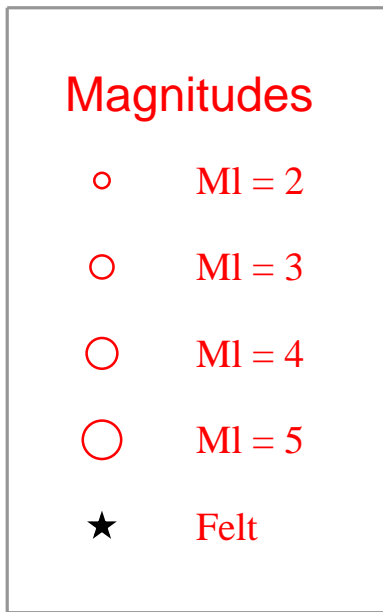 Magnitudes
Ml = 2
Ml = 3
Ml = 4
Ml = 5
Felt